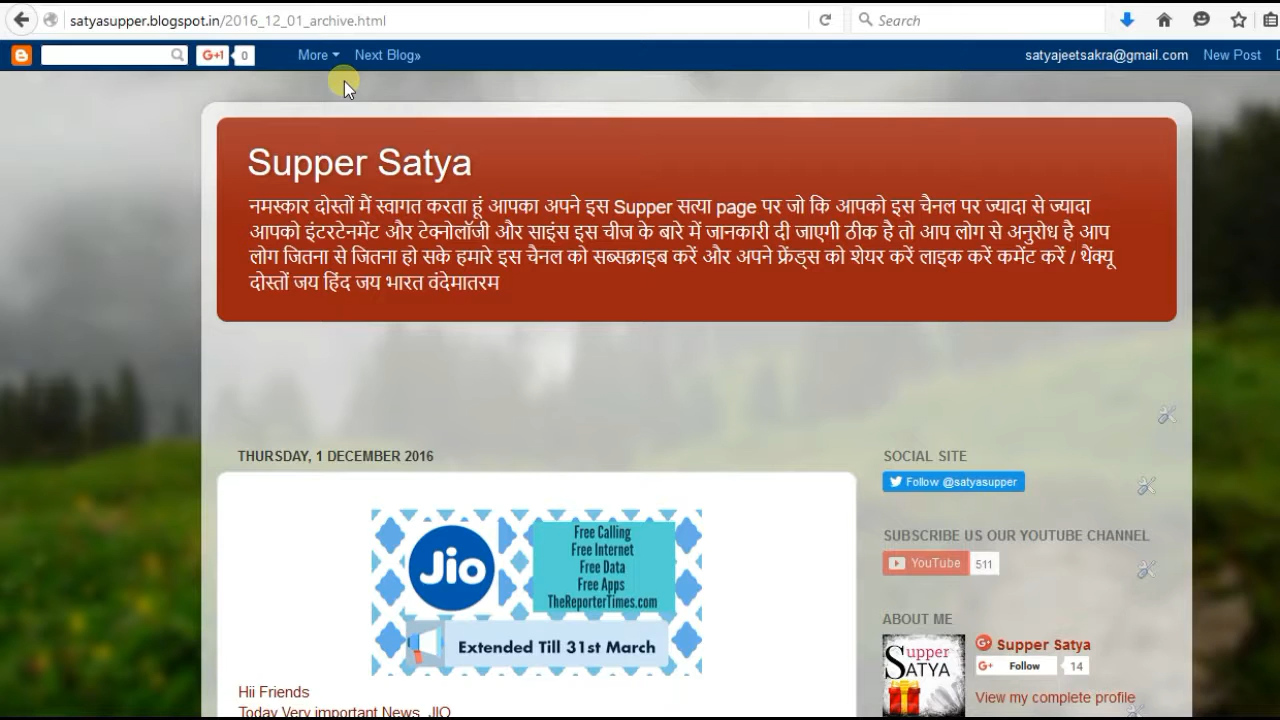 satyasupper.blogspot.in/2016_12_01_archive.html
Search
G+1 0
More
Next Blog»
satyajeetsakra@gmail.com
New Post
Supper Satya
नमस्कार दोस्तों मैं स्वागत करता हूं आपका अपने इस Supper सत्या page पर जो कि आपको इस चैनल पर ज्यादा से ज्यादा
आपको इंटरटेनमेंट और टेक्नोलॉजी और साइंस इस चीज के बारे में जानकारी दी जाएगी ठीक है तो आप लोग से अनुरोध है आप
लोग जितना से जितना हो सके हमारे इस चैनल को सब्सक्राइब करें और अपने फ्रेंड्स को शेयर करें लाइक करें कमेंट करें / थैंक्यू
दोस्तों जय हिंद जय भारत वंदेमातरम
THURSDAY, 1 DECEMBER 2016
Jio
Free Calling
Free Internet
Free Data
Free Apps
TheReporterTimes.com
Extended Till 31st March
Hii Friends
Today Very important News JIO
SOCIAL SITE
Follow @satyasupper
SUBSCRIBE US OUR YOUTUBE CHANNEL
YouTube 511
ABOUT ME
Supper
SATYA
Supper Satya
G+ Follow 14
View my complete profile